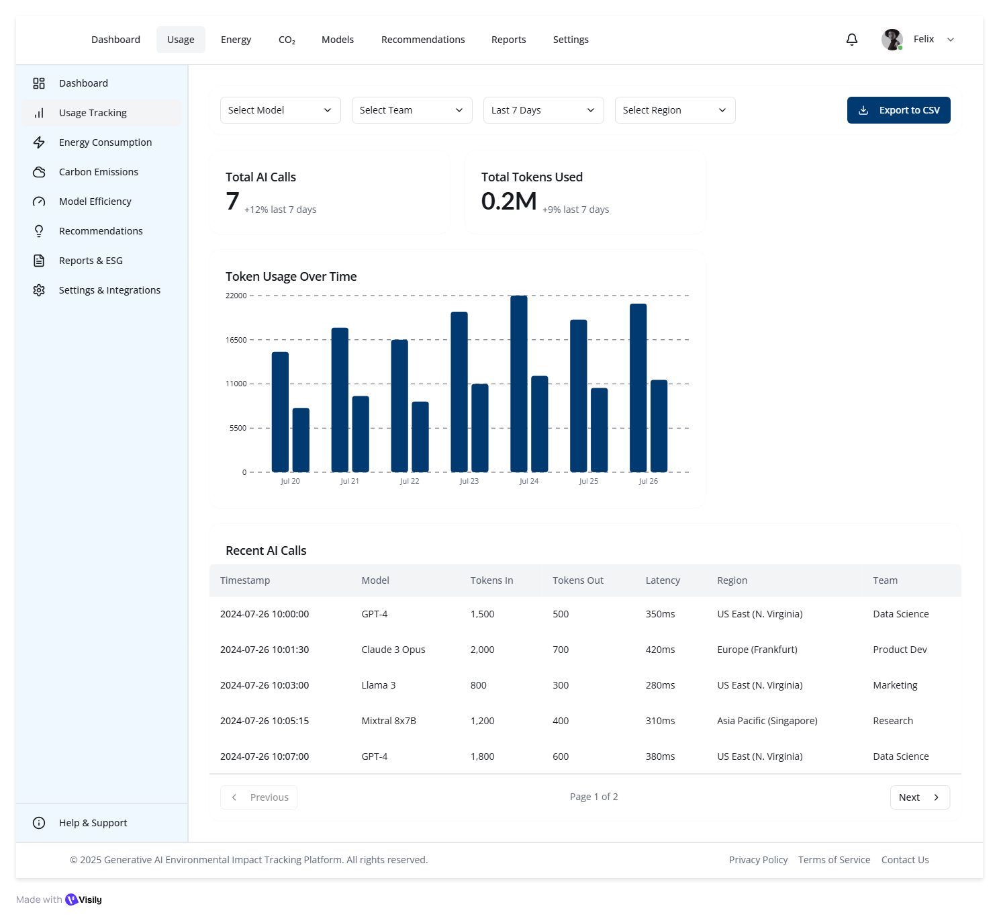 Dashboard Usage Energy CO₂ Models Recommendations Reports Settings Felix
Dashboard
Usage Tracking
Energy Consumption
Carbon Emissions
Model Efficiency
Recommendations
Reports & ESG
Settings & Integrations
Help & Support
Select Model Select Team Last 7 Days Select Region Export to CSV
Total AI Calls
7 +12% last 7 days
Total Tokens Used
0.2M +9% last 7 days
Token Usage Over Time
22000
16500
11000
5500
0
Jul 20 Jul 21 Jul 22 Jul 23 Jul 24 Jul 25 Jul 26
Recent AI Calls
Timestamp Model Tokens In Tokens Out Latency Region Team
2024-07-26 10:00:00 GPT-4 1,500 500 350ms US East (N. Virginia) Data Science
2024-07-26 10:01:30 Claude 3 Opus 2,000 700 420ms Europe (Frankfurt) Product Dev
2024-07-26 10:03:00 Llama 3 800 300 280ms US East (N. Virginia) Marketing
2024-07-26 10:05:15 Mixtral 8x7B 1,200 400 310ms Asia Pacific (Singapore) Research
2024-07-26 10:07:00 GPT-4 1,800 600 380ms US East (N. Virginia) Data Science
Previous Page 1 of 2 Next
© 2025 Generative AI Environmental Impact Tracking Platform. All rights reserved. Privacy Policy Terms of Service Contact Us
Made with Visily